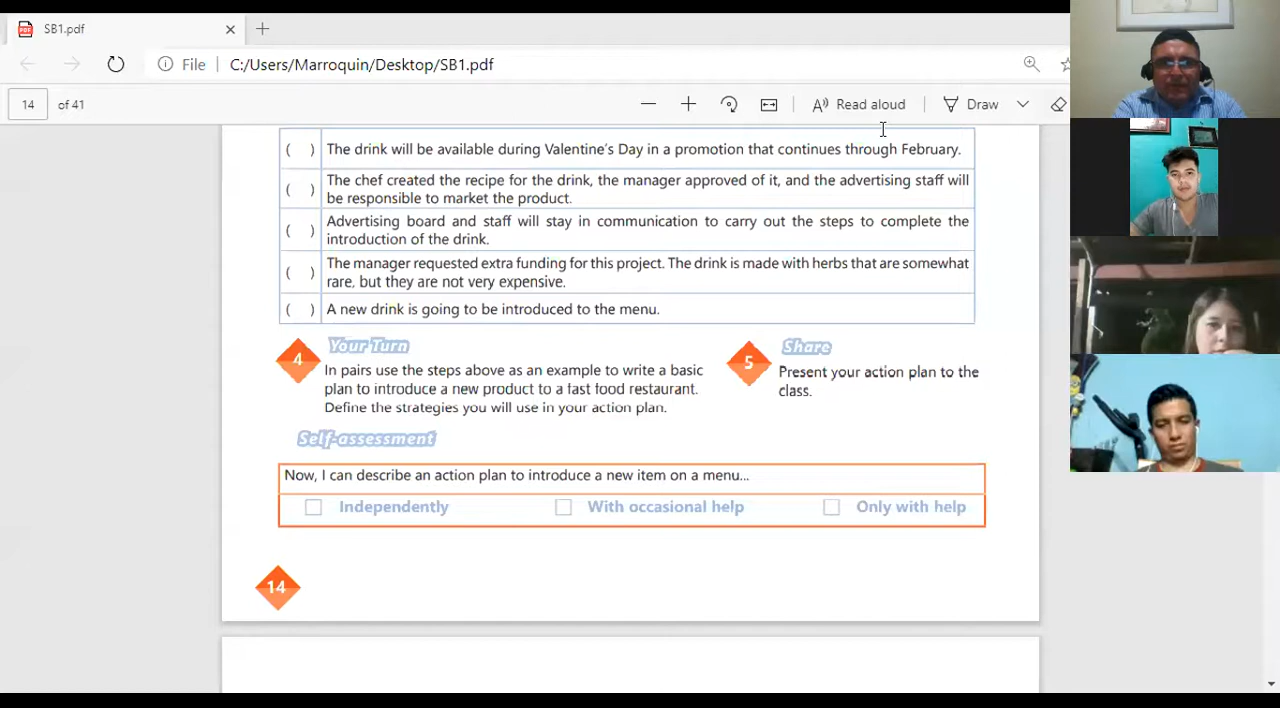 SB1.pdf
File C:/Users/Marroquin/Desktop/SB1.pdf
14 of 41 Read aloud Draw
( ) The drink will be available during Valentine's Day in a promotion that continues through February.
( ) The chef created the recipe for the drink, the manager approved of it, and the advertising staff will
be responsible to market the product.
( ) Advertising board and staff will stay in communication to carry out the steps to complete the
introduction of the drink.
( ) The manager requested extra funding for this project. The drink is made with herbs that are somewhat
rare, but they are not very expensive.
( ) A new drink is going to be introduced to the menu.
4 Your Turn
In pairs use the steps above as an example to write a basic
plan to introduce a new product to a fast food restaurant.
Define the strategies you will use in your action plan.
5 Share
Present your action plan to the
class.
Self-assessment
Now, I can describe an action plan to introduce a new item on a menu...
Independently With occasional help Only with help
14